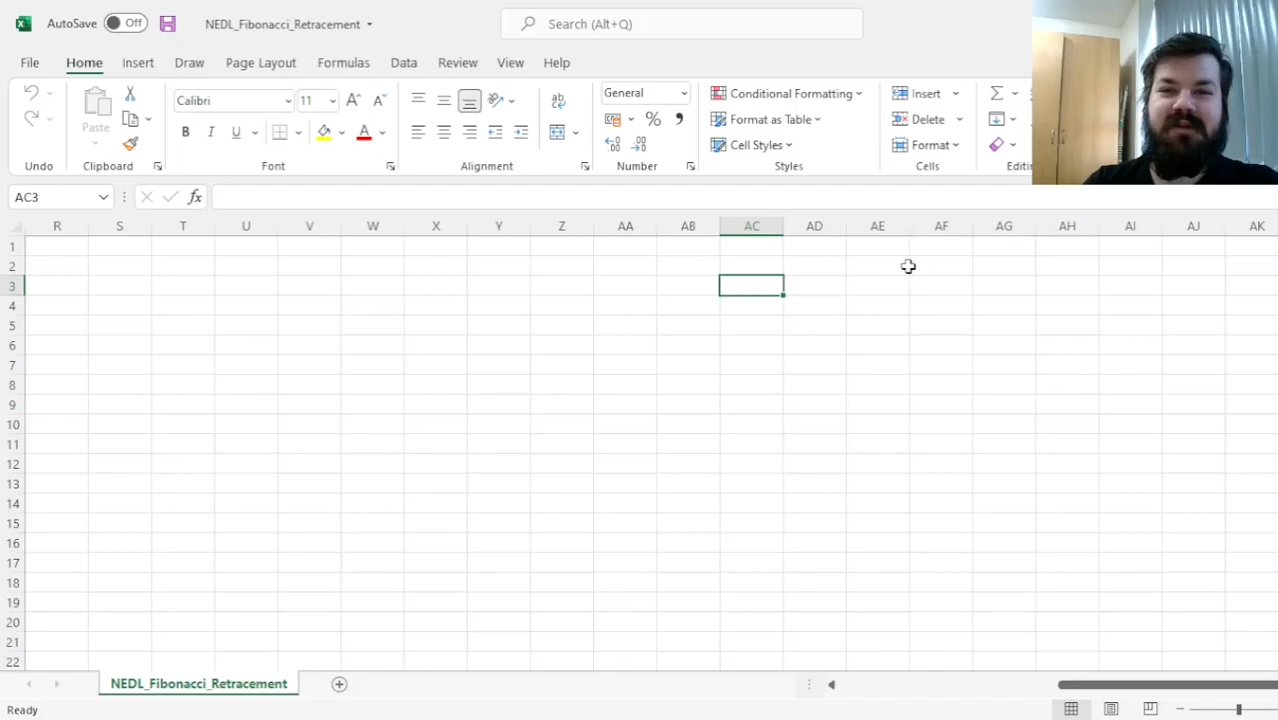 AutoSave Off NEDL_Fibonacci_Retracement Search (Alt+Q)
File Home Insert Draw Page Layout Formulas Data Review View Help
Calibri 11 General Conditional Formatting Insert
Paste B I U A % Format as Table Delete
Cell Styles Format
Undo Clipboard Font Alignment Number Styles Cells Editin
AC3 fx
R S T U V W X Y Z AA AB AC AD AE AF AG AH AI AJ AK
1
2
3
4
5
6
7
8
9
10
11
12
13
14
15
16
17
18
19
20
21
22
NEDL_Fibonacci_Retracement
Ready